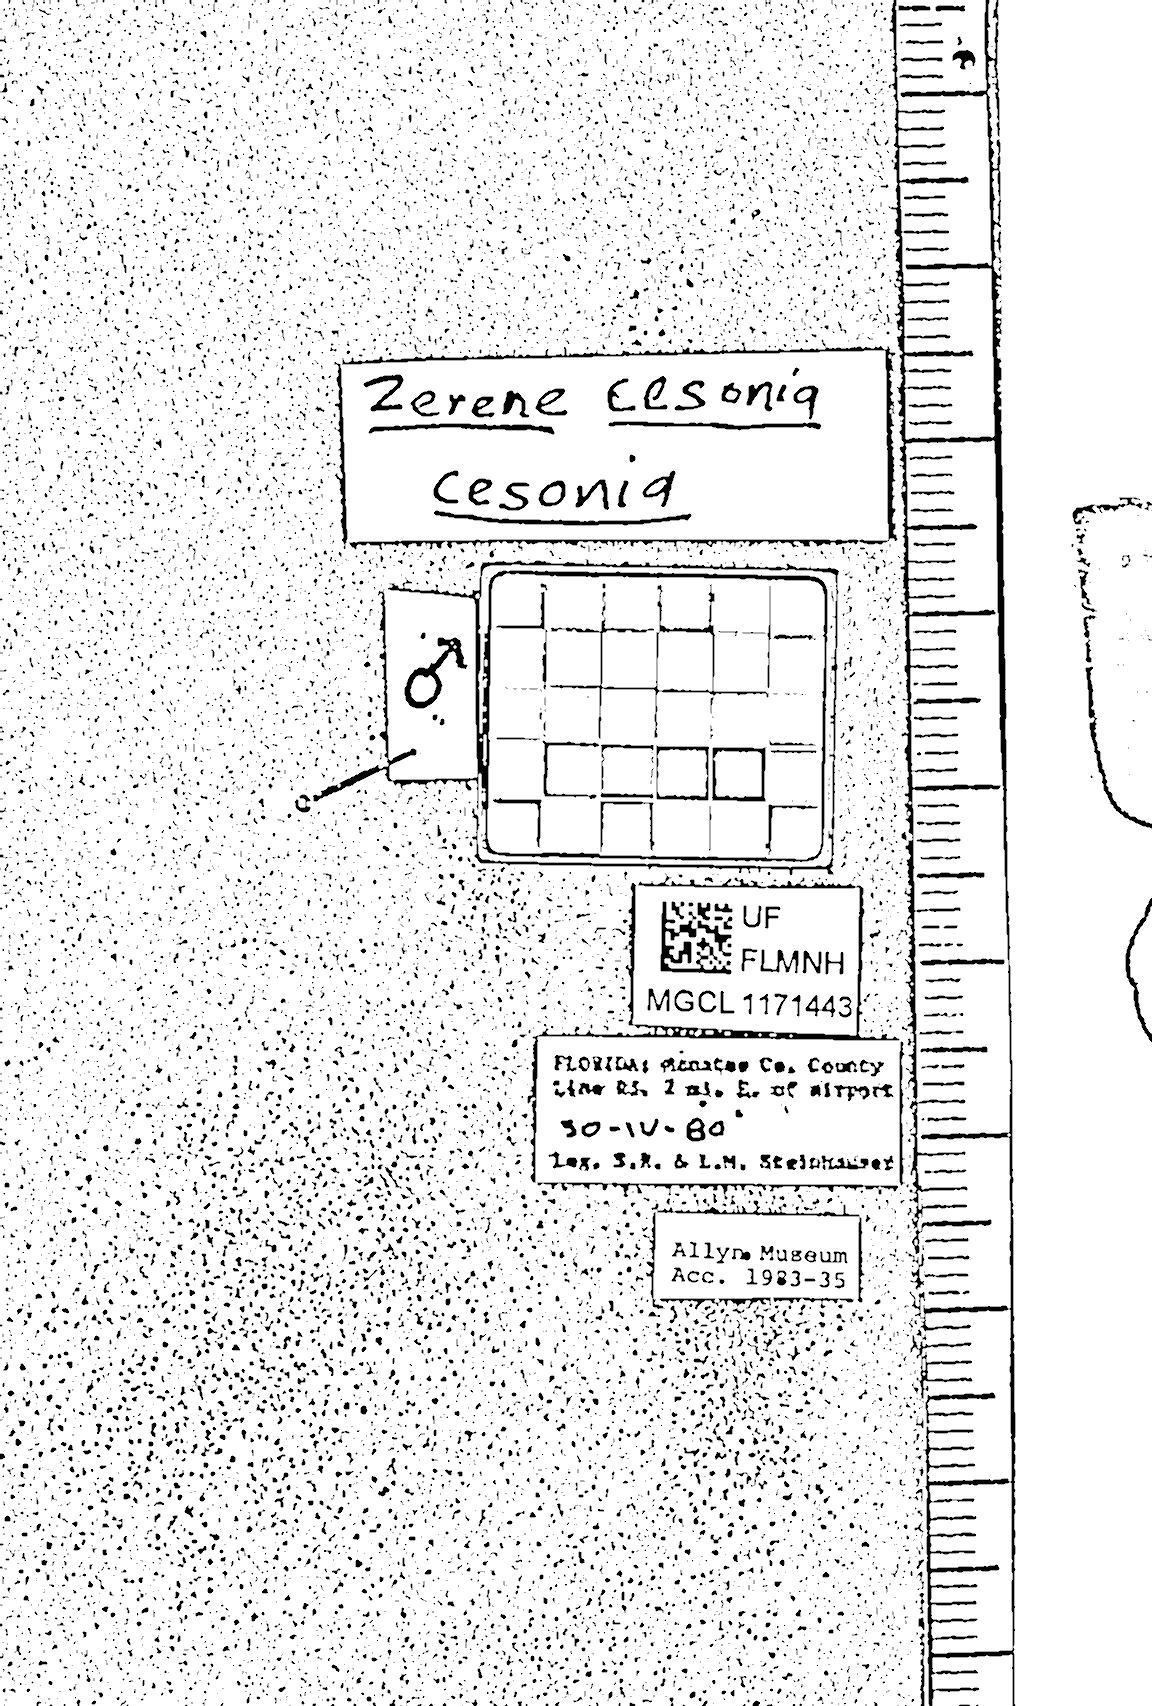 Zerene cesonia
cesonia
♂
UF
FLMNH
MGCL 1171443
FLORIDA: Manatee Co. County
Line Rd. 2 mi. E. of airport
30-IV-80
Leg. S.R. & L.M. Steinhauser
Allyn Museum
Acc. 1983-35